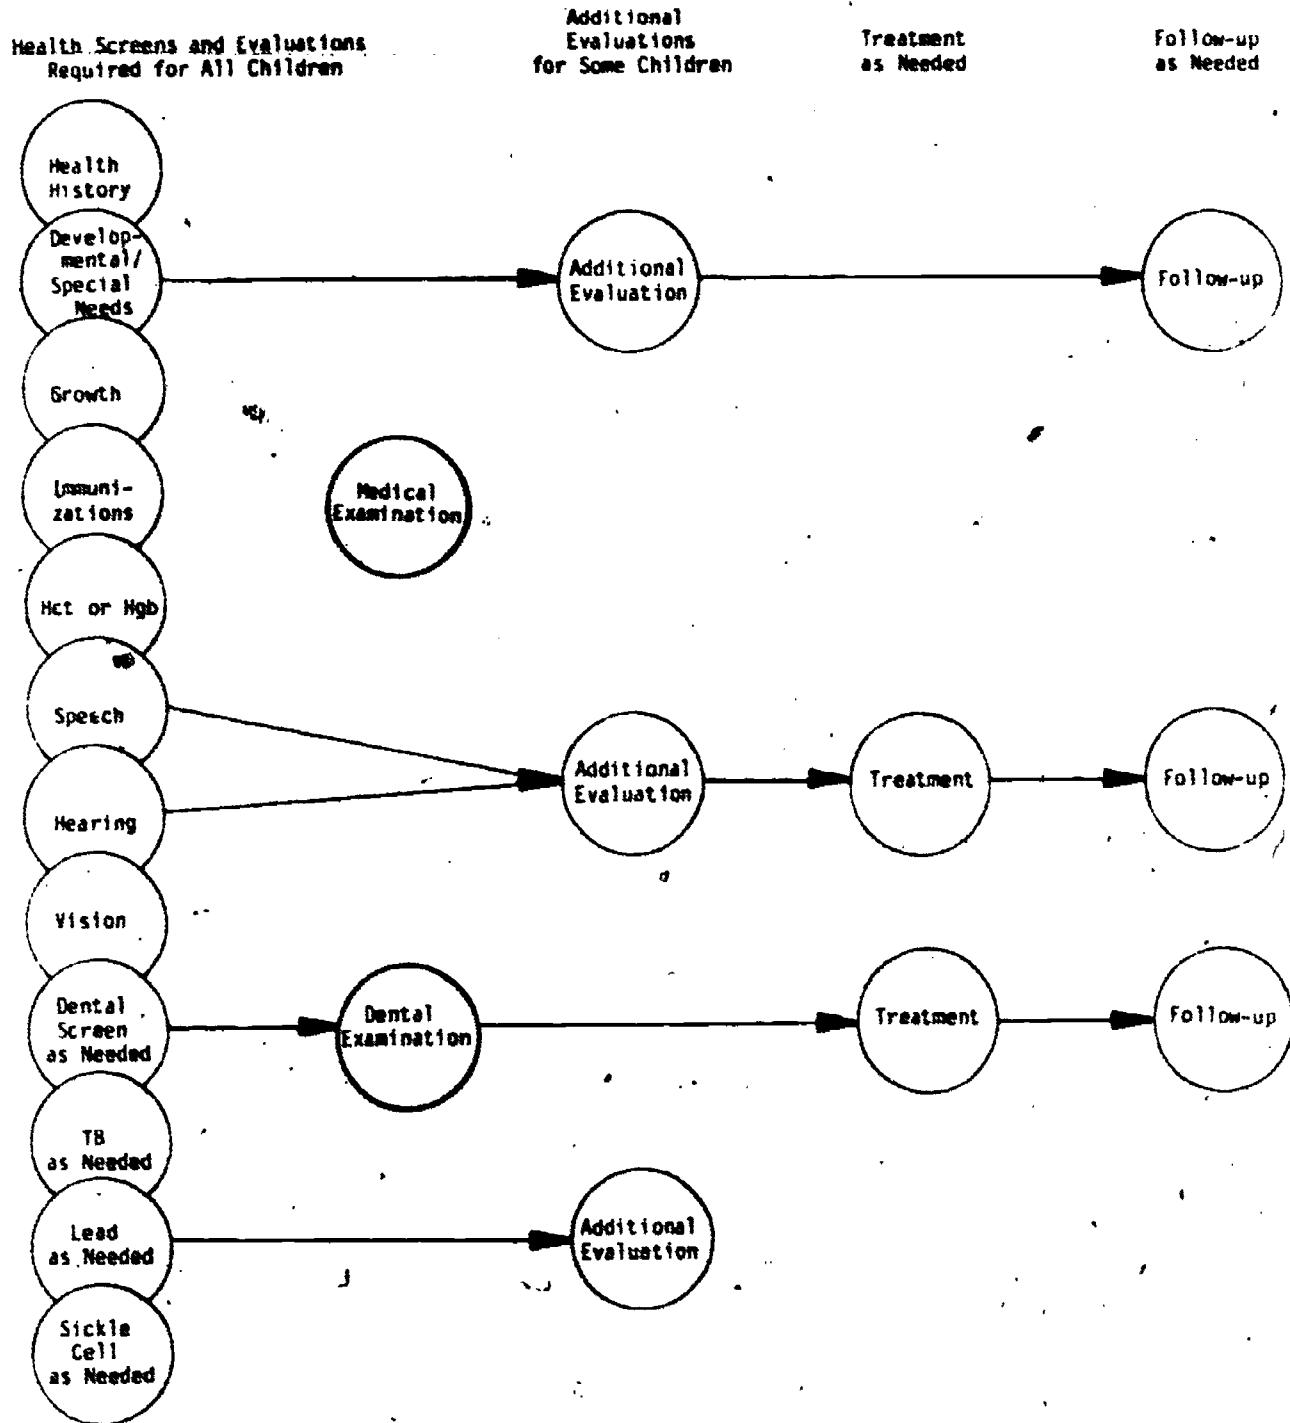 Health Screens and Evaluations
Required for All Children
Additional
Evaluations
for Some Children
Treatment
as Needed
Follow-up
as Needed
Health
History
Develop-
mental/
Special
Needs
Additional
Evaluation
Follow-up
Growth
Immuni-
zations
Medical
Examination
Hct or Hgb
Speech
Hearing
Additional
Evaluation
Treatment
Follow-up
Vision
Dental
Screen
as Needed
Dental
Examination
Treatment
Follow-up
TB
as Needed
Lead
as Needed
Additional
Evaluation
Sickle
Cell
as Needed